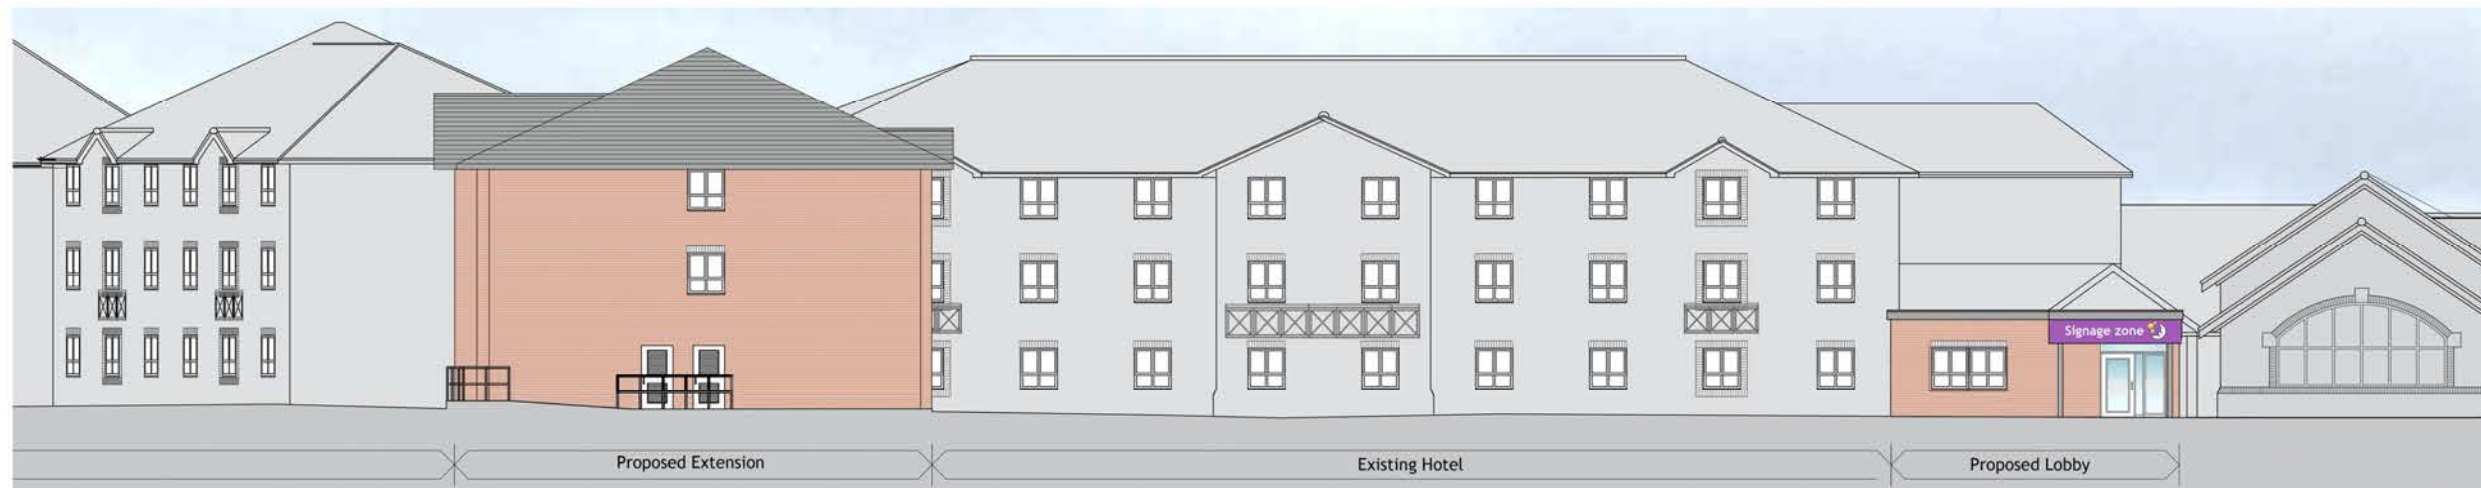 Signage zone
Proposed Extension
Existing Hotel
Proposed Lobby